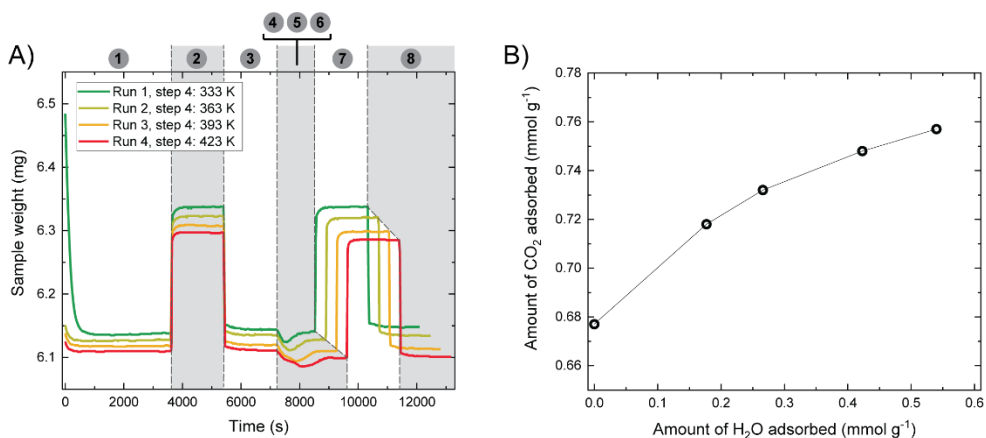 4 5 6
A)
1 2 3 7 8
Run 1, step 4: 333 K
Run 2, step 4: 363 K
Run 3, step 4: 393 K
Run 4, step 4: 423 K
Sample weight (mg)
6.5
6.4
6.3
6.2
6.1
0 2000 4000 6000 8000 10000 12000
Time (s)
B)
Amount of CO2 adsorbed (mmol g-1)
0.78
0.76
0.74
0.72
0.70
0.68
0.66
0.0 0.1 0.2 0.3 0.4 0.5 0.6
Amount of H2O adsorbed (mmol g-1)